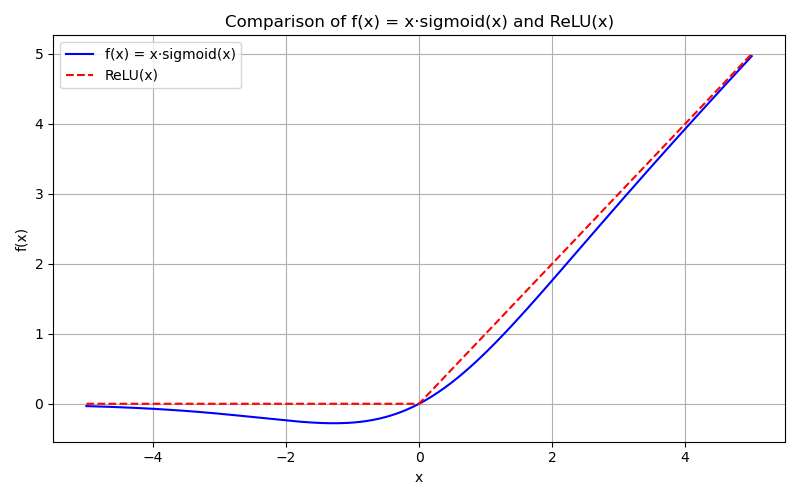 Comparison of f(x) = x·sigmoid(x) and ReLU(x)
f(x) = x·sigmoid(x)
ReLU(x)
5
4
3
2
1
0
f(x)
−4
−2
0
2
4
x